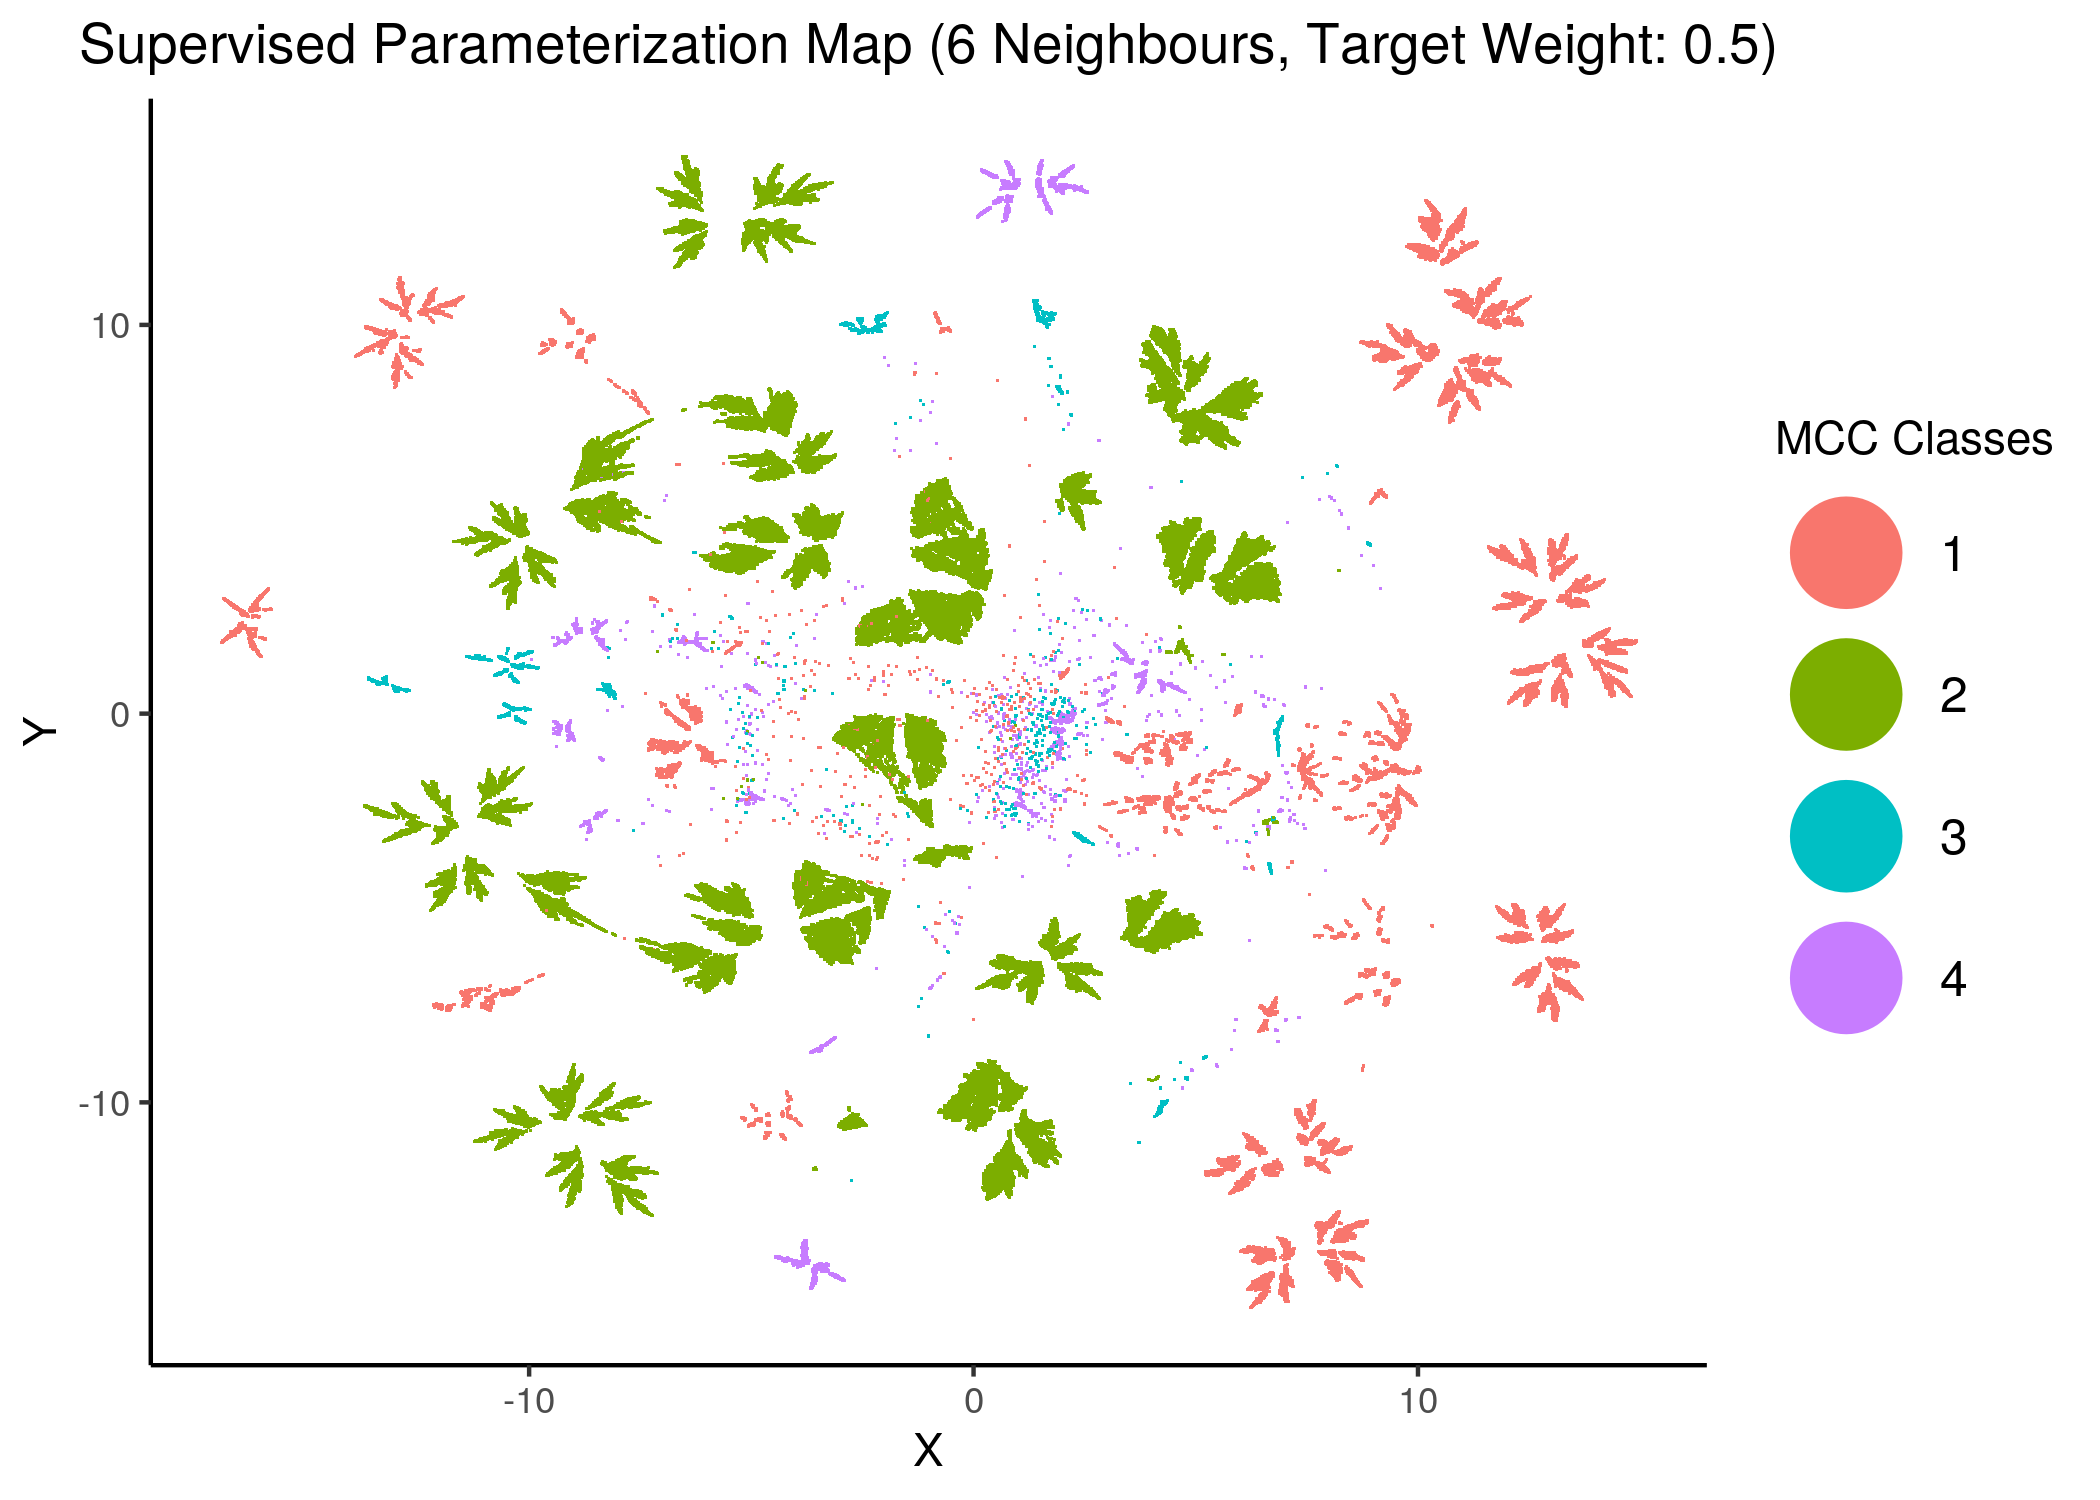 Supervised Parameterization Map (6 Neighbours, Target Weight: 0.5)
10
0
-10
Y
-10
0
10
X
MCC Classes
1
2
3
4